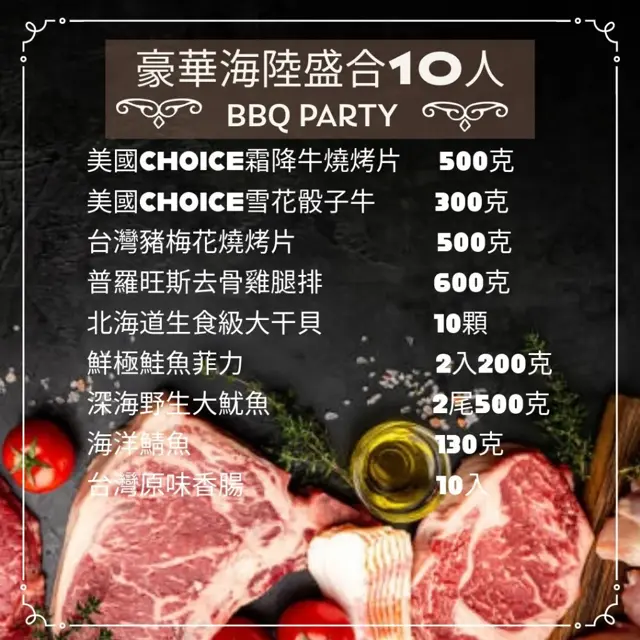 豪華海陸盛合10人
BBQ PARTY
美國CHOICE霜降牛燒烤片 500克
美國CHOICE雪花骰子牛 300克
台灣豬梅花燒烤片 500克
普羅旺斯去骨雞腿排 600克
北海道生食級大干貝 10顆
鮮極鮭魚菲力 2入200克
深海野生大魷魚 2尾500克
海洋鯖魚 130克
台灣原味香腸 10入